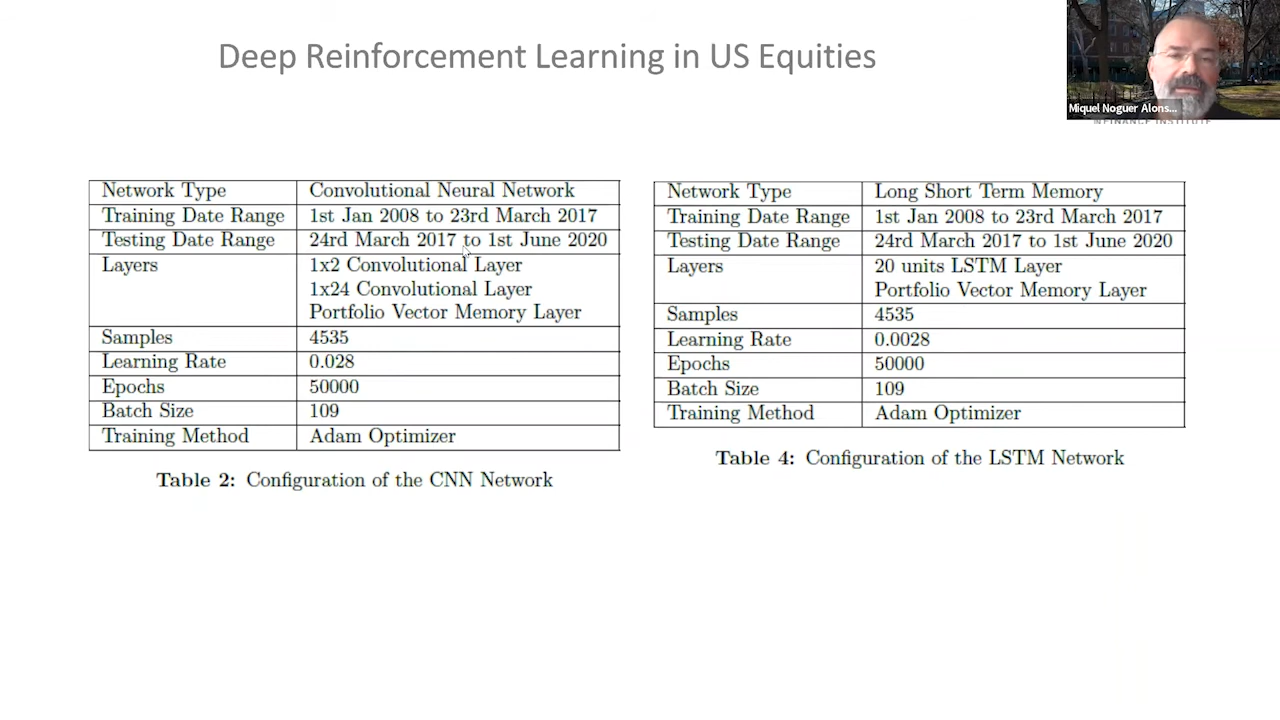 Deep Reinforcement Learning in US Equities
Miquel Noguer Alons...
FINANCE INSTITUTE
Network Type Convolutional Neural Network
Training Date Range 1st Jan 2008 to 23rd March 2017
Testing Date Range 24rd March 2017 to 1st June 2020
Layers 1x2 Convolutional Layer
1x24 Convolutional Layer
Portfolio Vector Memory Layer
Samples 4535
Learning Rate 0.028
Epochs 50000
Batch Size 109
Training Method Adam Optimizer
Table 2: Configuration of the CNN Network
Network Type Long Short Term Memory
Training Date Range 1st Jan 2008 to 23rd March 2017
Testing Date Range 24rd March 2017 to 1st June 2020
Layers 20 units LSTM Layer
Portfolio Vector Memory Layer
Samples 4535
Learning Rate 0.0028
Epochs 50000
Batch Size 109
Training Method Adam Optimizer
Table 4: Configuration of the LSTM Network